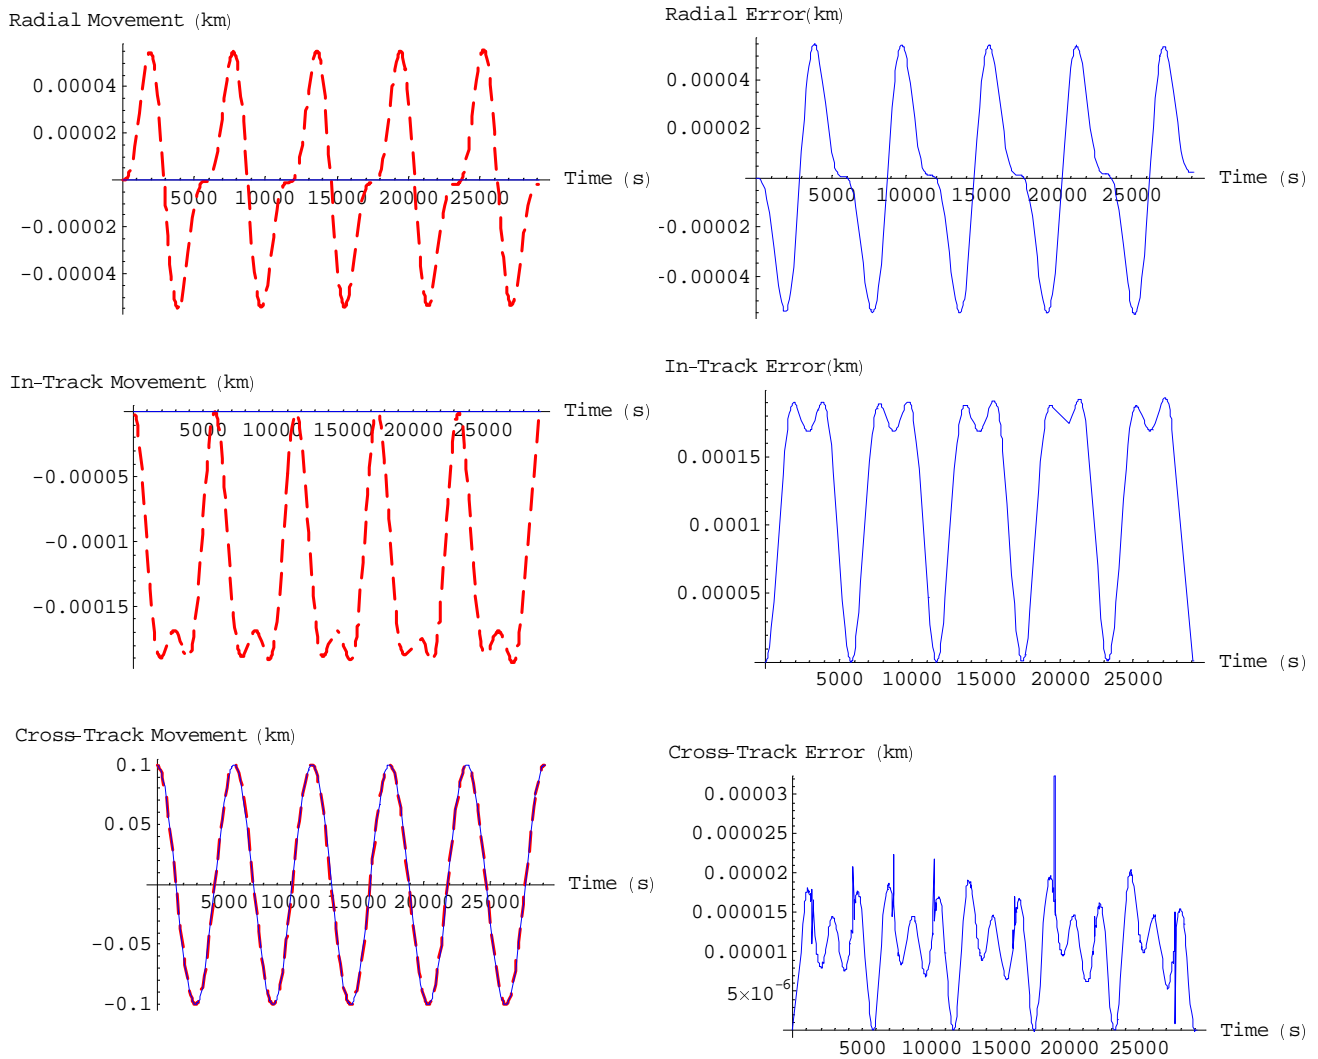 Radial Movement (km)
0.00004
0.00002
-0.00002
-0.00004
5000 10000 15000 20000 25000
Time (s)
Radial Error(km)
0.00004
0.00002
-0.00002
-0.00004
5000 10000 15000 20000 25000
Time (s)
In-Track Movement (km)
5000 10000 15000 20000 25000
Time (s)
-0.00005
-0.0001
-0.00015
In-Track Error(km)
0.00015
0.0001
0.00005
5000 10000 15000 20000 25000
Time (s)
Cross-Track Movement (km)
0.1
0.05
-0.05
-0.1
5000 10000 15000 20000 25000
Time (s)
Cross-Track Error (km)
0.00003
0.000025
0.00002
0.000015
0.00001
5×10⁻⁶
5000 10000 15000 20000 25000
Time (s)